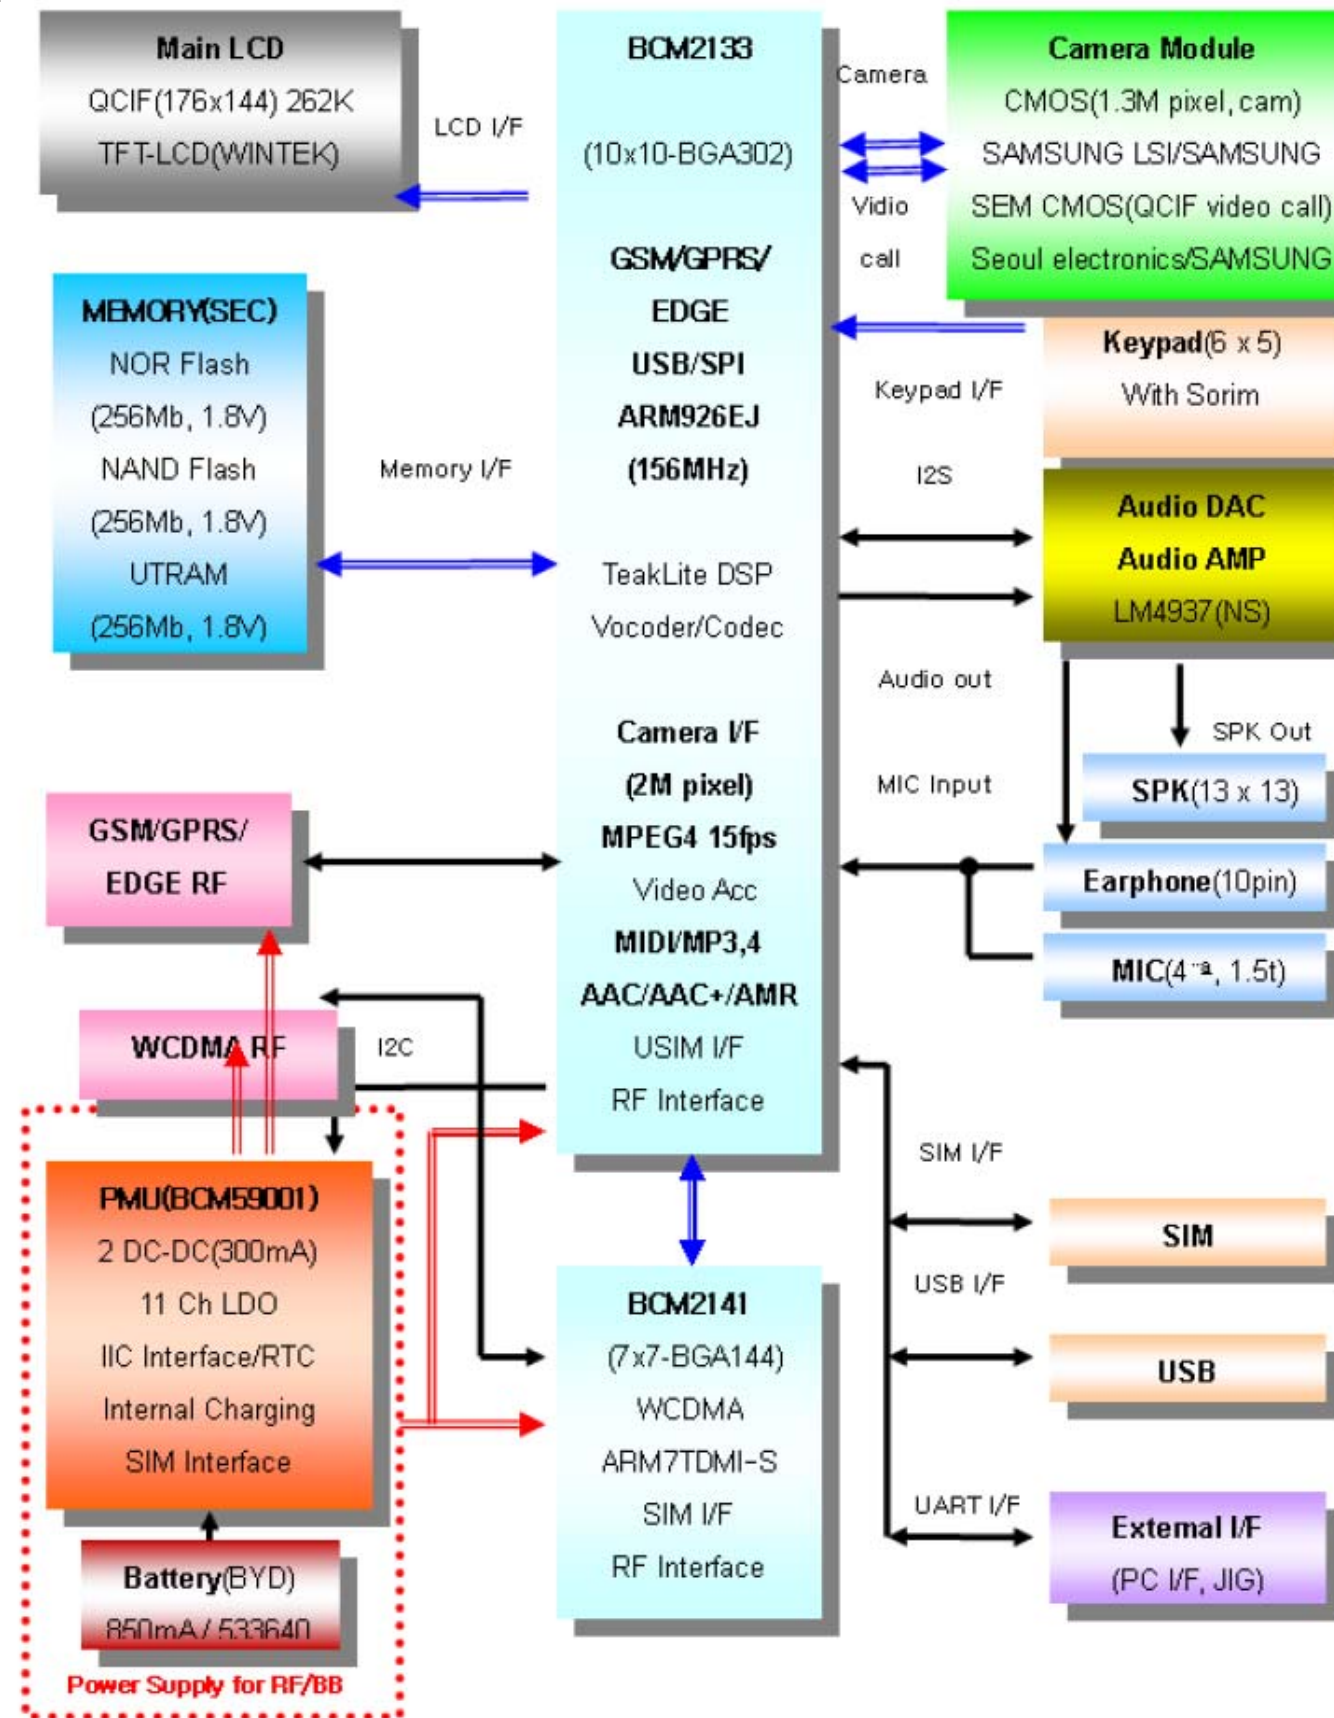 Main LCD
QCIF(176x144) 262K
TFT-LCD(WINTEK)
LCD I/F
BCM2133
(10x10-BGA302)
GSM/GPRS/
EDGE
USB/SPI
ARM926EJ
(156MHz)
TeakLite DSP
Vocoder/Codec
Camera I/F
(2M pixel)
MPEG4 15fps
Video Acc
MIDI/MP3,4
AAC/AAC+/AMR
USIM I/F
RF Interface
Camera
Vidio
call
Camera Module
CMOS(1.3M pixel, cam)
SAMSUNG LSI/SAMSUNG
SEM CMOS(QCIF video call)
Seoul electronics/SAMSUNG
MEMORY(SEC)
NOR Flash
(256Mb, 1.8V)
NAND Flash
(256Mb, 1.8V)
UTRAM
(256Mb, 1.8V)
Memory I/F
Keypad I/F
Keypad(6 x 5)
With Sorim
I2S
Audio DAC
Audio AMP
LM4937(NS)
Audio out
SPK Out
SPK(13 x 13)
MIC Input
Earphone(10pin)
MIC(4 , 1.5t)
GSM/GPRS/
EDGE RF
WCDMA RF
I2C
PMU(BCM59001)
2 DC-DC(300mA)
11 Ch LDO
IIC Interface/RTC
Internal Charging
SIM Interface
Battery(BYD)
850mA / 533640
Power Supply for RF/BB
BCM2141
(7x7-BGA144)
WCDMA
ARM7TDMI-S
SIM I/F
RF Interface
SIM I/F
SIM
USB I/F
USB
UART I/F
External I/F
(PC I/F, JIG)